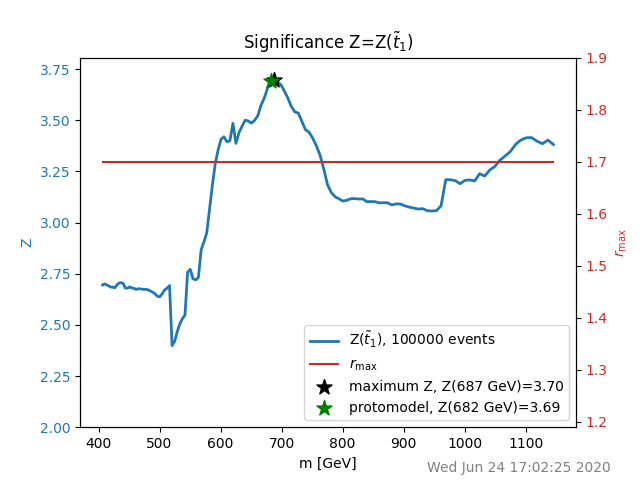 Significance Z=Z(t̃₁)
3.75
3.50
3.25
3.00
2.75
2.50
2.25
2.00
Z
1.9
1.8
1.7
1.6
1.5
1.4
1.3
1.2
r_max
Z(t̃₁), 100000 events
r_max
maximum Z, Z(687 GeV)=3.70
protomodel, Z(682 GeV)=3.69
400 500 600 700 800 900 1000 1100
m [GeV]
Wed Jun 24 17:02:25 2020